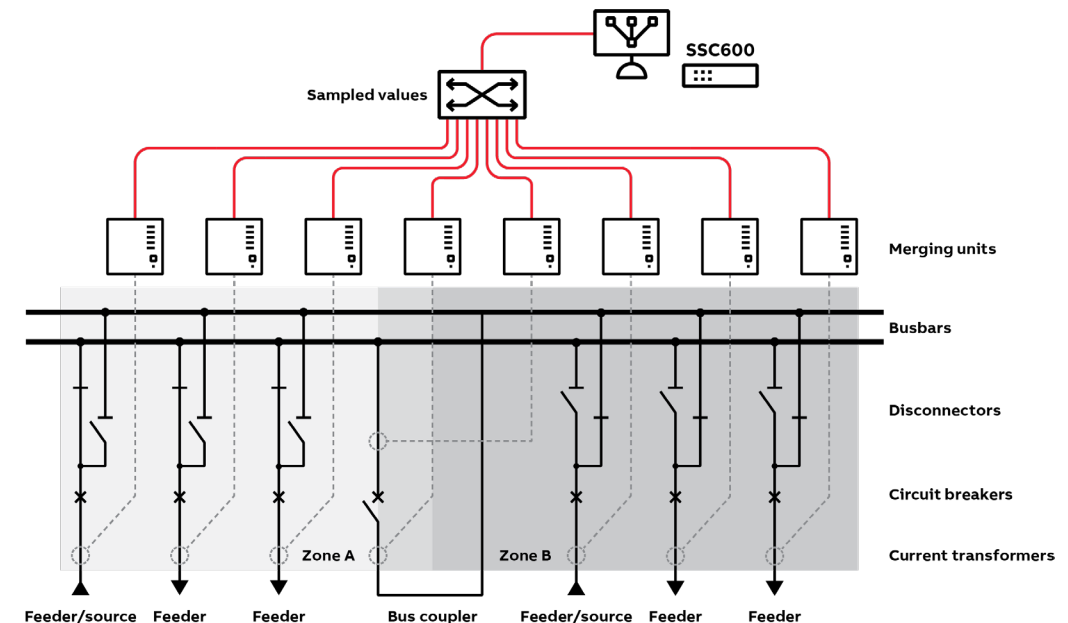 SSC600
Sampled values
Merging units
Busbars
Disconnectors
Circuit breakers
Zone A
Zone B
Current transformers
Feeder/source
Feeder
Feeder
Bus coupler
Feeder/source
Feeder
Feeder